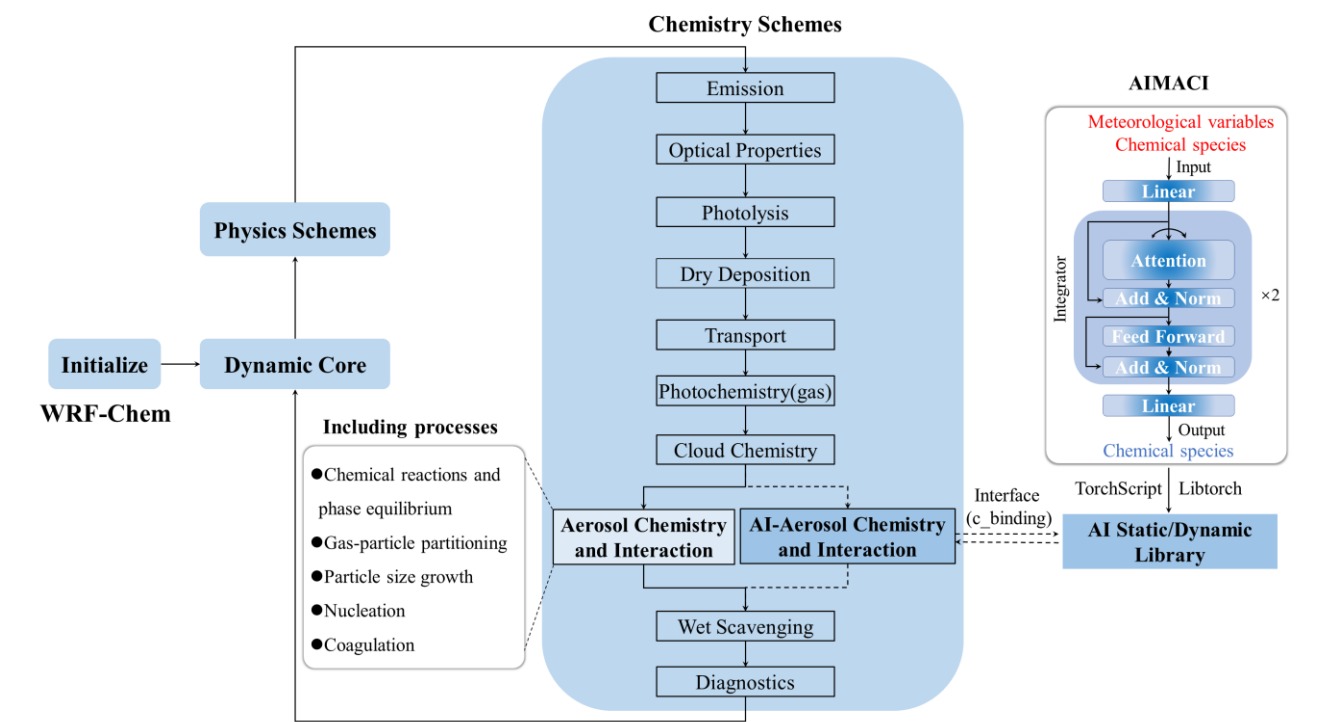 Chemistry Schemes
Emission
Optical Properties
Photolysis
Dry Deposition
Transport
Photochemistry(gas)
Cloud Chemistry
Aerosol Chemistry
and Interaction
AI-Aerosol Chemistry
and Interaction
Wet Scavenging
Diagnostics
Physics Schemes
Initialize
Dynamic Core
WRF-Chem
Including processes
●Chemical reactions and
phase equilibrium
●Gas-particle partitioning
●Particle size growth
●Nucleation
●Coagulation
AIMACI
Meteorological variables
Chemical species
Input
Linear
Integrator
Attention
Add & Norm
×2
Feed Forward
Add & Norm
Linear
Output
Chemical species
TorchScript
Libtorch
Interface
(c_binding)
AI Static/Dynamic
Library